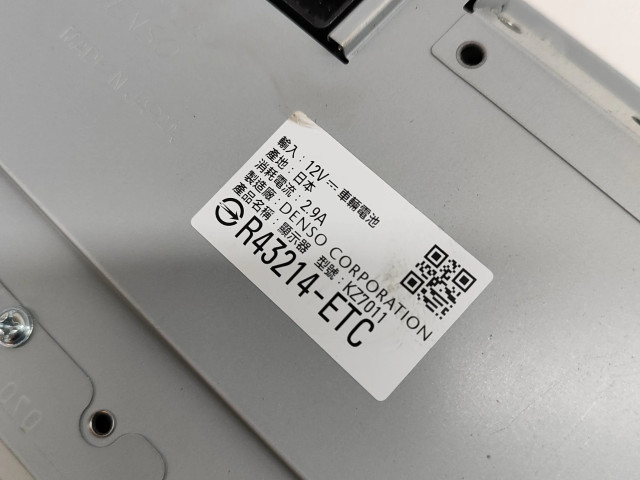 輸入：12V⎓ 車輛電池
產地：日本
消耗電流：2.9A
製造廠：DENSO CORPORATION
產品名稱：顯示器 型號：KZ7011
R43214-ETC